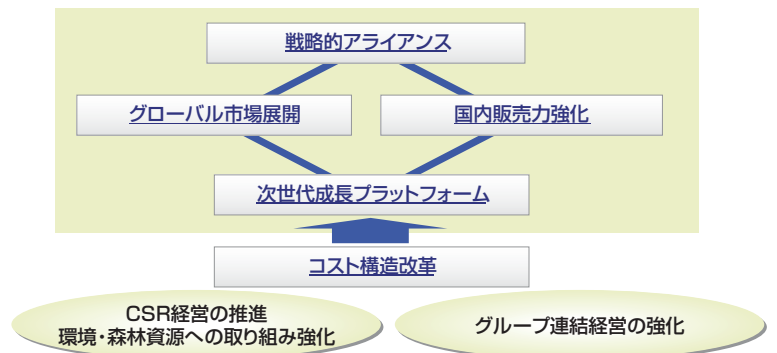 戦略的アライアンス
グローバル市場展開
国内販売力強化
次世代成長プラットフォーム
コスト構造改革
CSR経営の推進
環境・森林資源への取り組み強化
グループ連結経営の強化